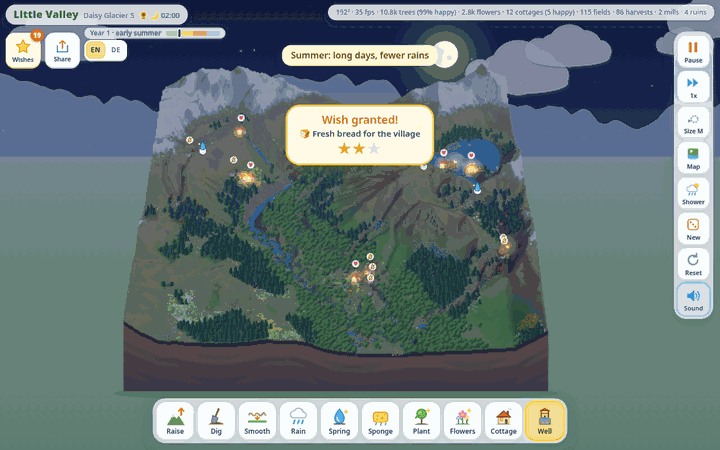 Little Valley Daisy Glacier 5 02:00
192² · 35 fps · 10.8k trees (99% happy) · 2.8k flowers · 12 cottages (5 happy) · 115 fields · 86 harvests · 2 mills · 4 ruins
Year 1 · early summer
19
Wishes
Share
EN DE
Summer: long days, fewer rains
Wish granted!
Fresh bread for the village
Pause
1x
Size M
Map
Shower
New
Reset
Sound
Raise
Dig
Smooth
Rain
Spring
Sponge
Plant
Flowers
Cottage
Well